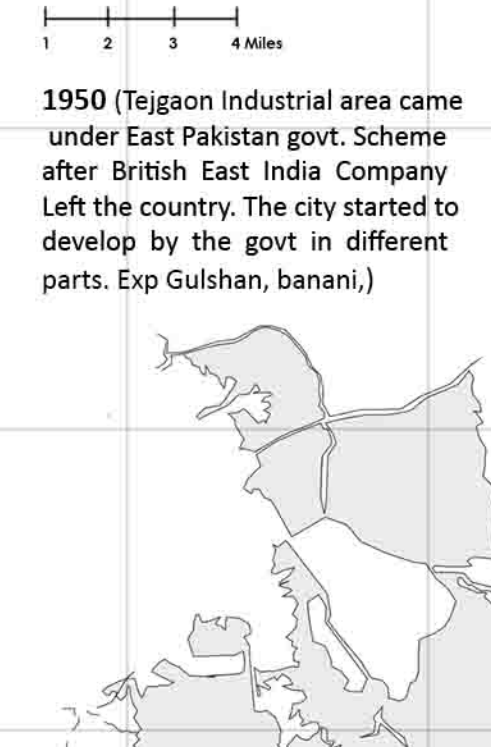 1 2 3 4 Miles
1950 (Tejgaon Industrial area came
under East Pakistan govt. Scheme
after British East India Company
Left the country. The city started to
develop by the govt in different
parts. Exp Gulshan, banani,)